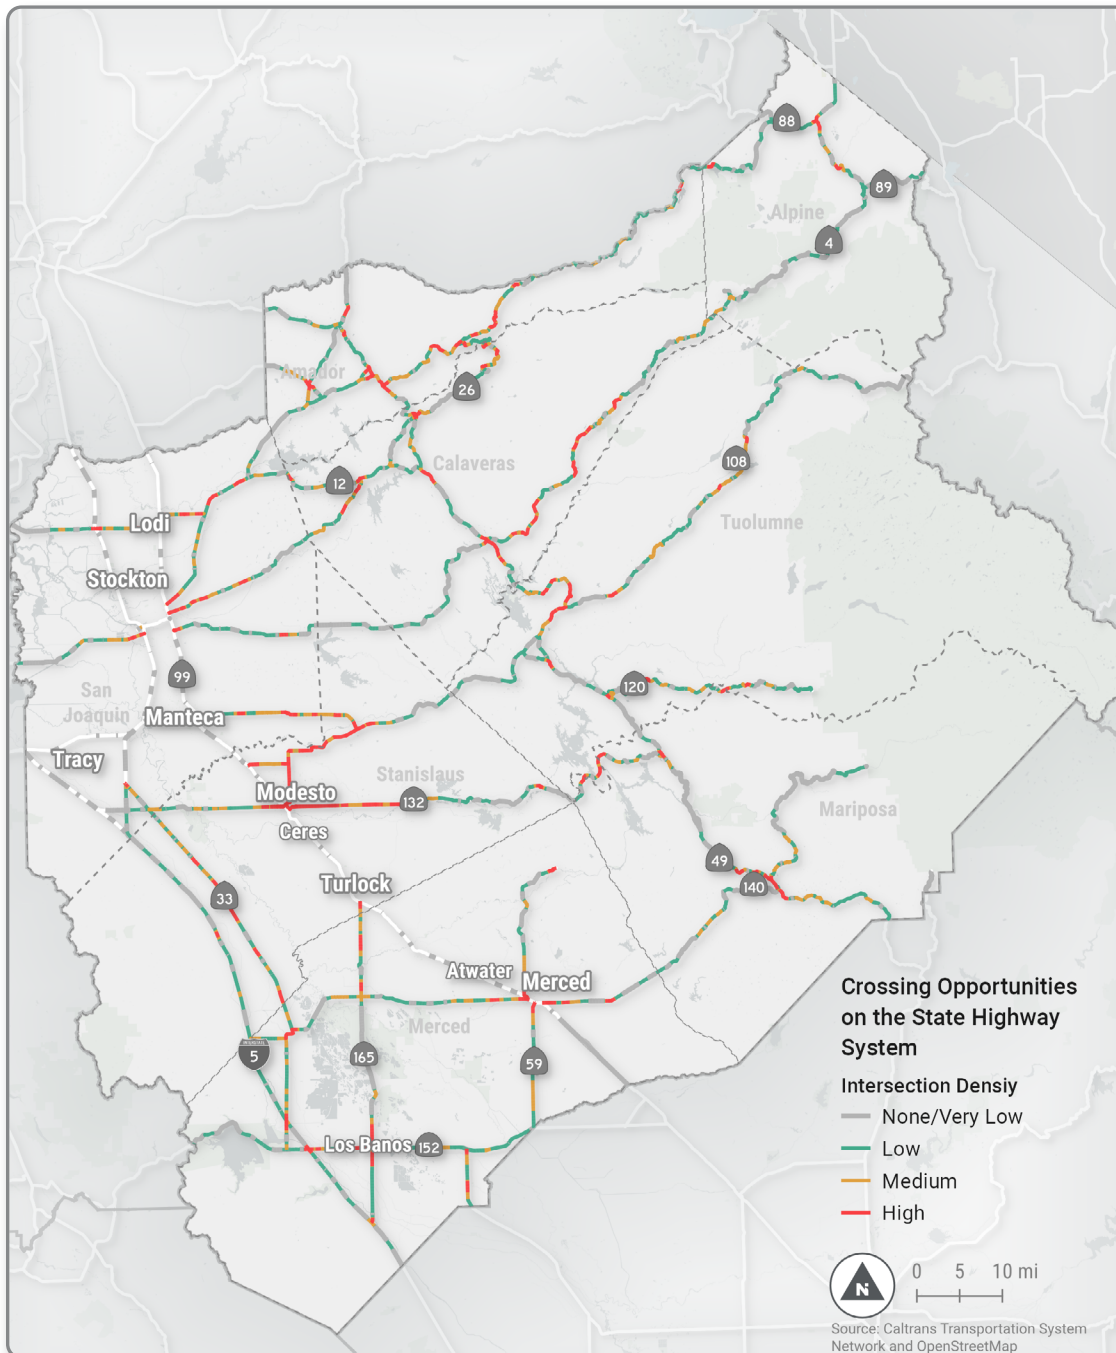 88
89
Alpine
4
Amador
26
Calaveras
108
12
Lodi
Tuolumne
Stockton
99
120
San
Joaquin
Manteca
Tracy
Stanislaus
Modesto
132
Mariposa
Ceres
49
Turlock
140
33
Atwater
Merced
Merced
5
165
59
Los Banos
152
Crossing Opportunities
on the State Highway
System
Intersection Densiy
None/Very Low
Low
Medium
High
N
0 5 10 mi
Source: Caltrans Transportation System
Network and OpenStreetMap